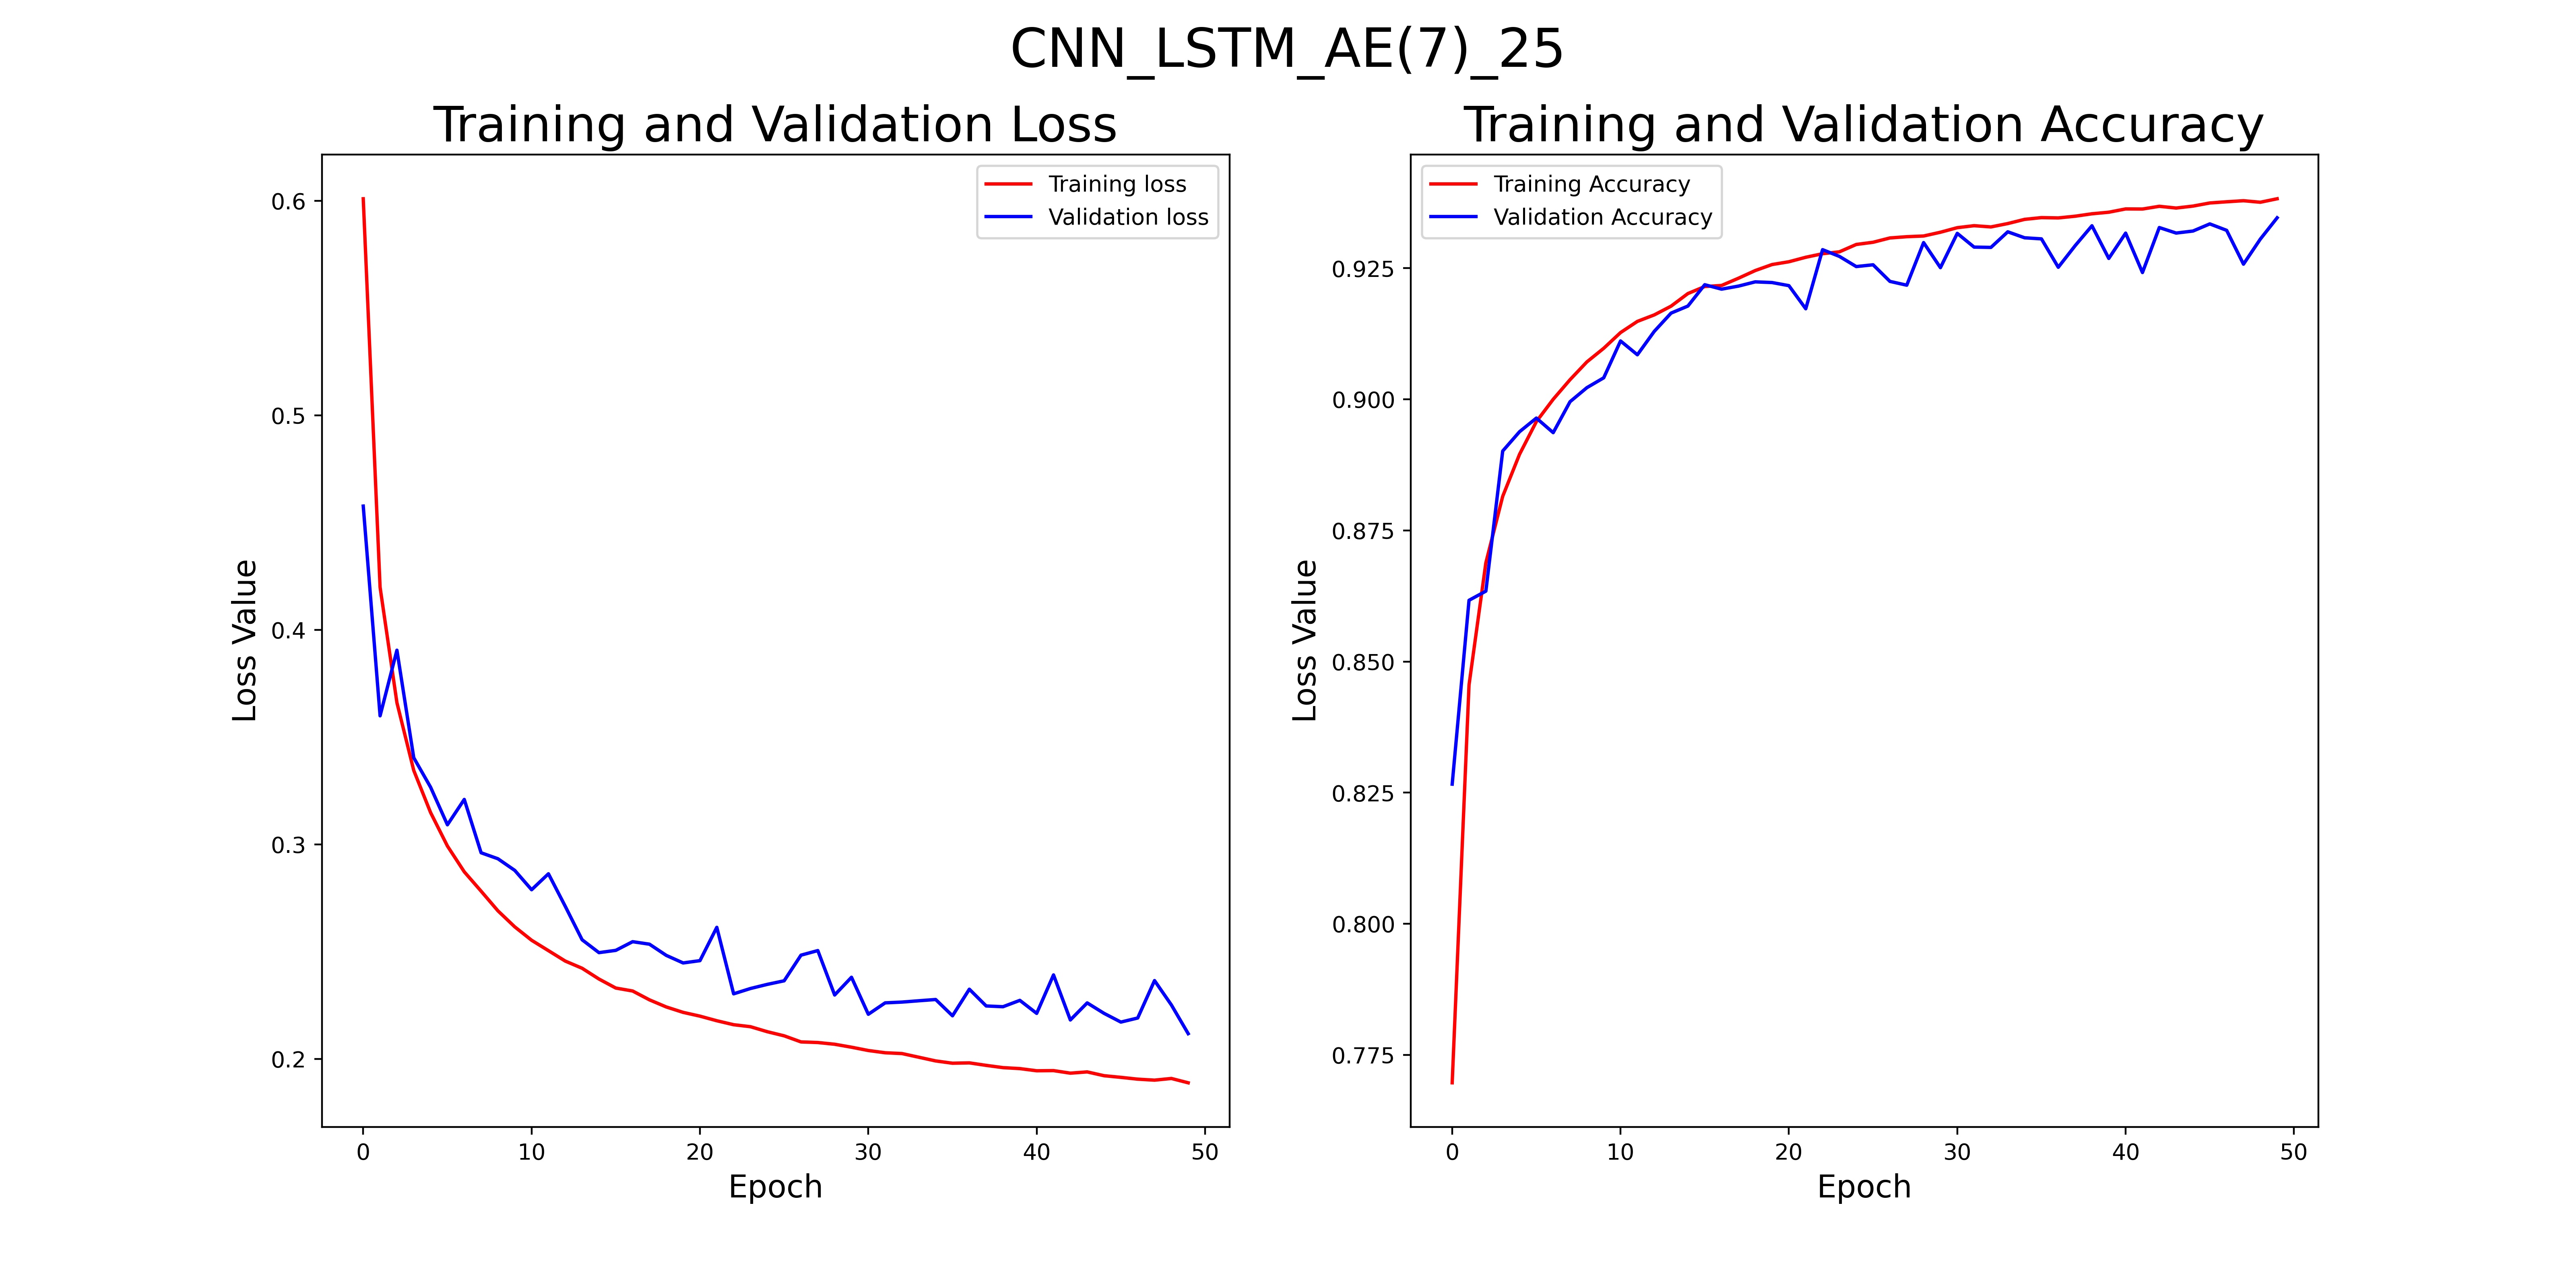 CNN_LSTM_AE(7)_25
Training and Validation Loss
Training loss
Validation loss
0.6
0.5
0.4
0.3
0.2
Loss Value
0 10 20 30 40 50
Epoch
Training and Validation Accuracy
Training Accuracy
Validation Accuracy
0.925
0.900
0.875
0.850
0.825
0.800
0.775
Loss Value
0 10 20 30 40 50
Epoch